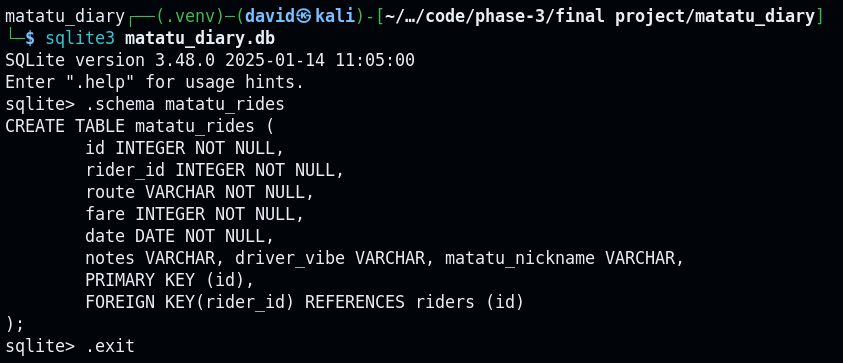 matatu_diary┌──(.venv)─(david㉿kali)-[~/…/code/phase-3/final project/matatu_diary]
└─$ sqlite3 matatu_diary.db
SQLite version 3.48.0 2025-01-14 11:05:00
Enter ".help" for usage hints.
sqlite> .schema matatu_rides
CREATE TABLE matatu_rides (
        id INTEGER NOT NULL,
        rider_id INTEGER NOT NULL,
        route VARCHAR NOT NULL,
        fare INTEGER NOT NULL,
        date DATE NOT NULL,
        notes VARCHAR, driver_vibe VARCHAR, matatu_nickname VARCHAR,
        PRIMARY KEY (id),
        FOREIGN KEY(rider_id) REFERENCES riders (id)
);
sqlite> .exit